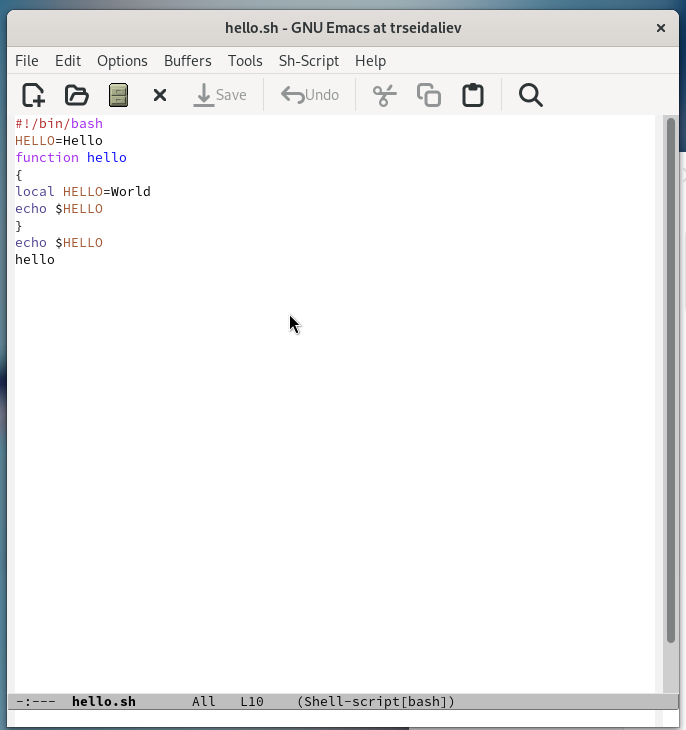 hello.sh - GNU Emacs at trseidaliev
File Edit Options Buffers Tools Sh-Script Help
Save Undo
#!/bin/bash
HELLO=Hello
function hello
{
local HELLO=World
echo $HELLO
}
echo $HELLO
hello
-:--- hello.sh All L10 (Shell-script[bash])